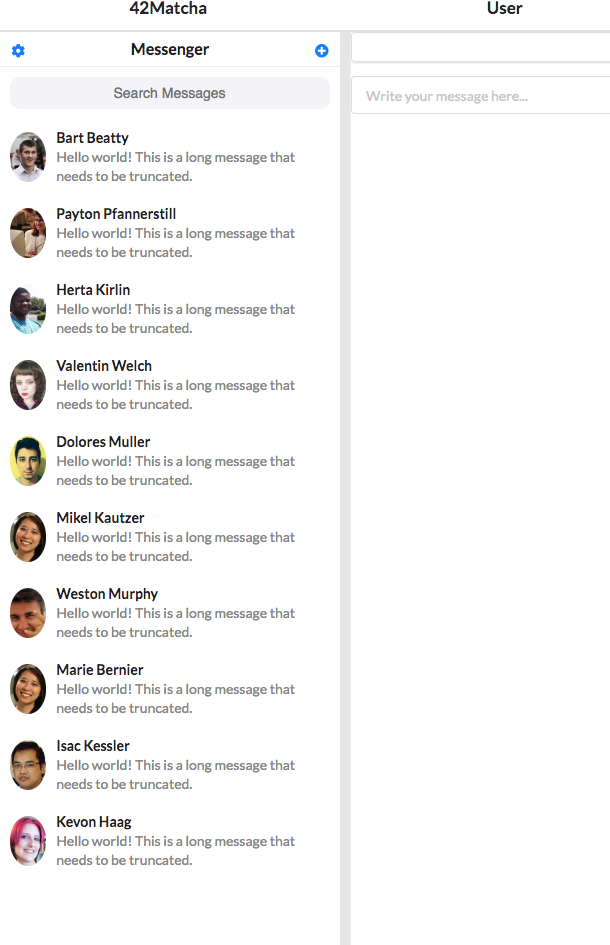 42Matcha
User
Messenger
Search Messages
Write your message here...
Bart Beatty
Hello world! This is a long message that
needs to be truncated.
Payton Pfannerstill
Hello world! This is a long message that
needs to be truncated.
Herta Kirlin
Hello world! This is a long message that
needs to be truncated.
Valentin Welch
Hello world! This is a long message that
needs to be truncated.
Dolores Muller
Hello world! This is a long message that
needs to be truncated.
Mikel Kautzer
Hello world! This is a long message that
needs to be truncated.
Weston Murphy
Hello world! This is a long message that
needs to be truncated.
Marie Bernier
Hello world! This is a long message that
needs to be truncated.
Isac Kessler
Hello world! This is a long message that
needs to be truncated.
Kevon Haag
Hello world! This is a long message that
needs to be truncated.